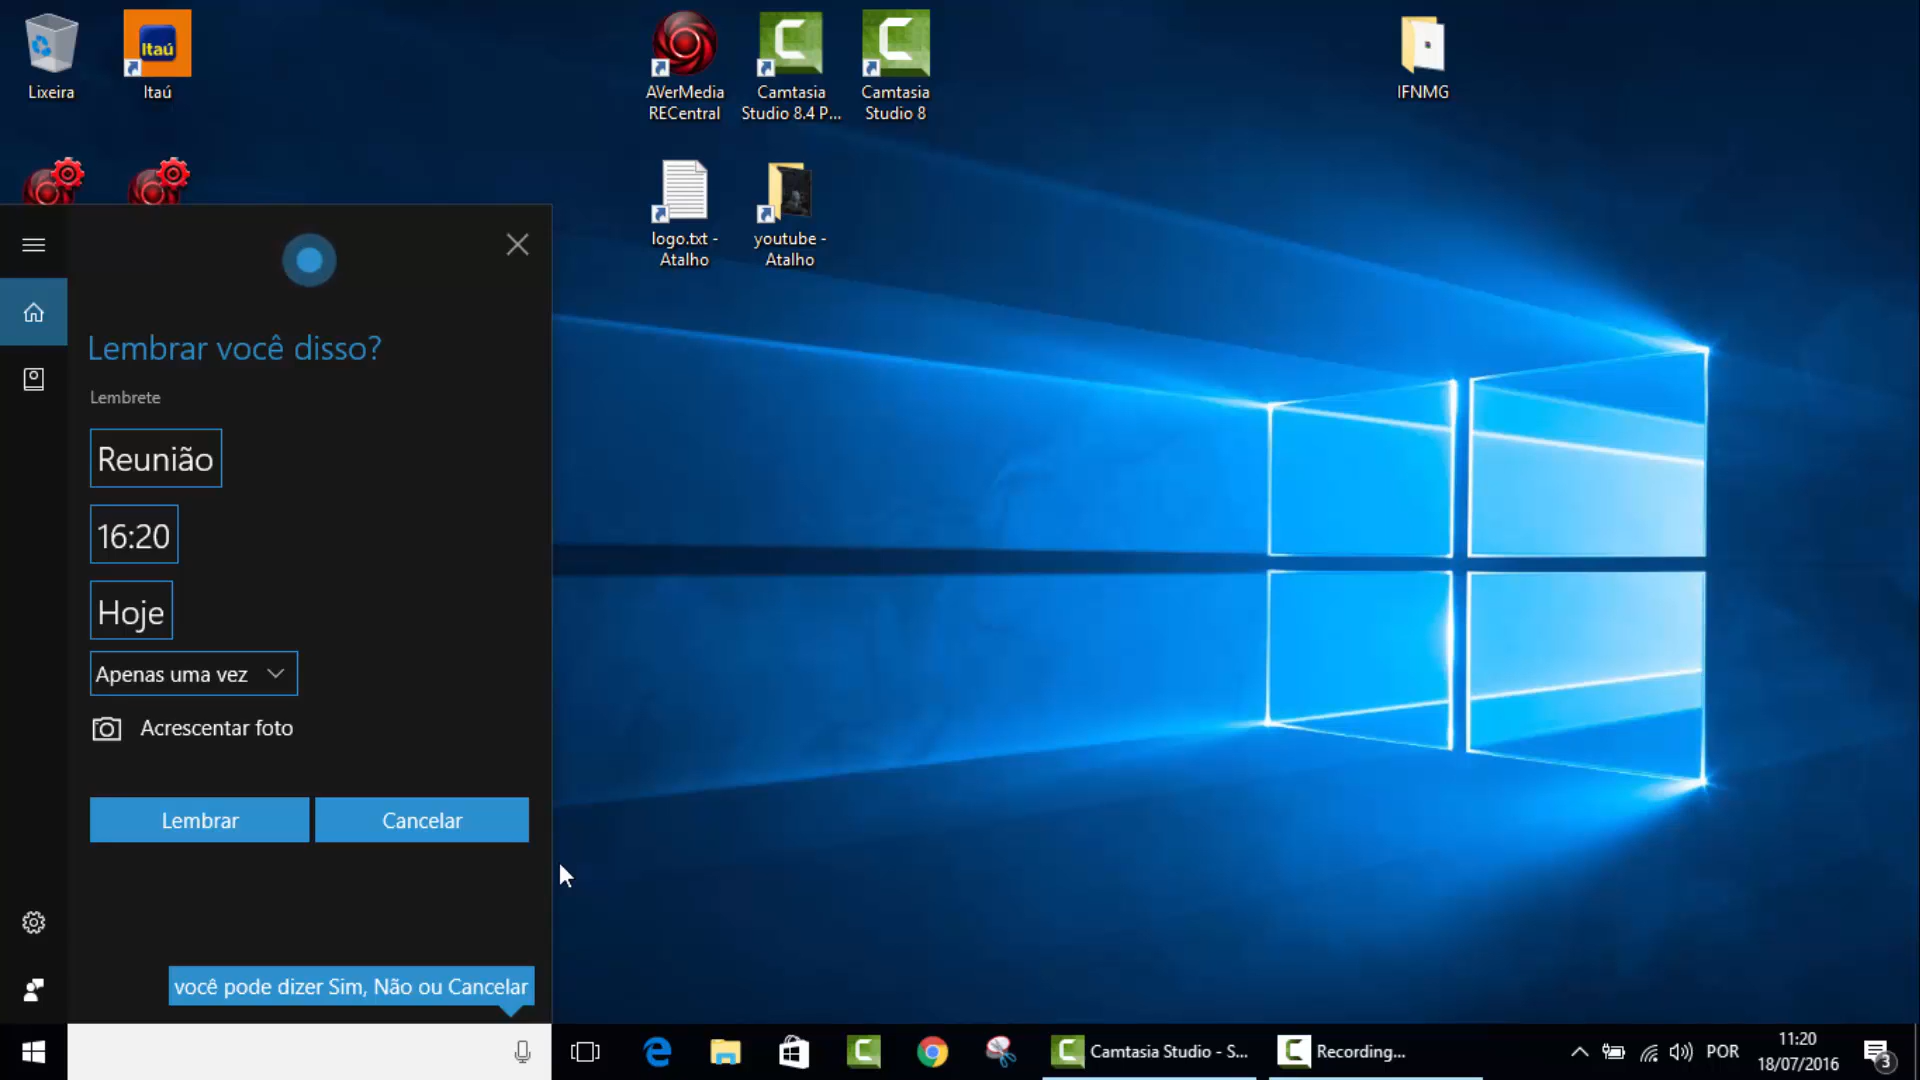 Lixeira
Itaú
Itaú
AVerMedia
RECentral
Camtasia
Studio 8.4 P...
Camtasia
Studio 8
IFNMG
logo.txt -
Atalho
youtube -
Atalho
Lembrar você disso?
Lembrete
Reunião
16:20
Hoje
Apenas uma vez
Acrescentar foto
Lembrar
Cancelar
você pode dizer Sim, Não ou Cancelar
Camtasia Studio - S...
Recording...
POR
11:20
18/07/2016
3